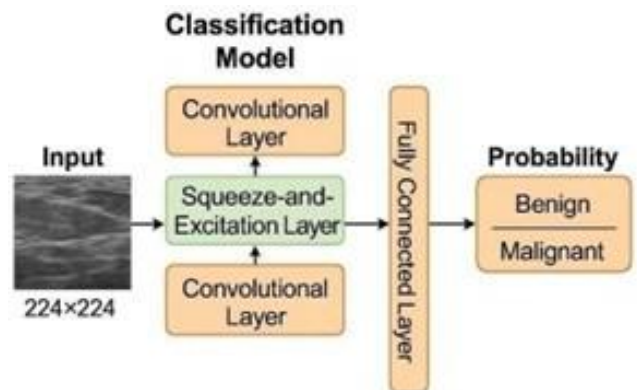 Classification
Model
Input
224×224
Convolutional
Layer
Squeeze-and-
Excitation Layer
Convolutional
Layer
Fully Connected Layer
Probability
Benign
Malignant